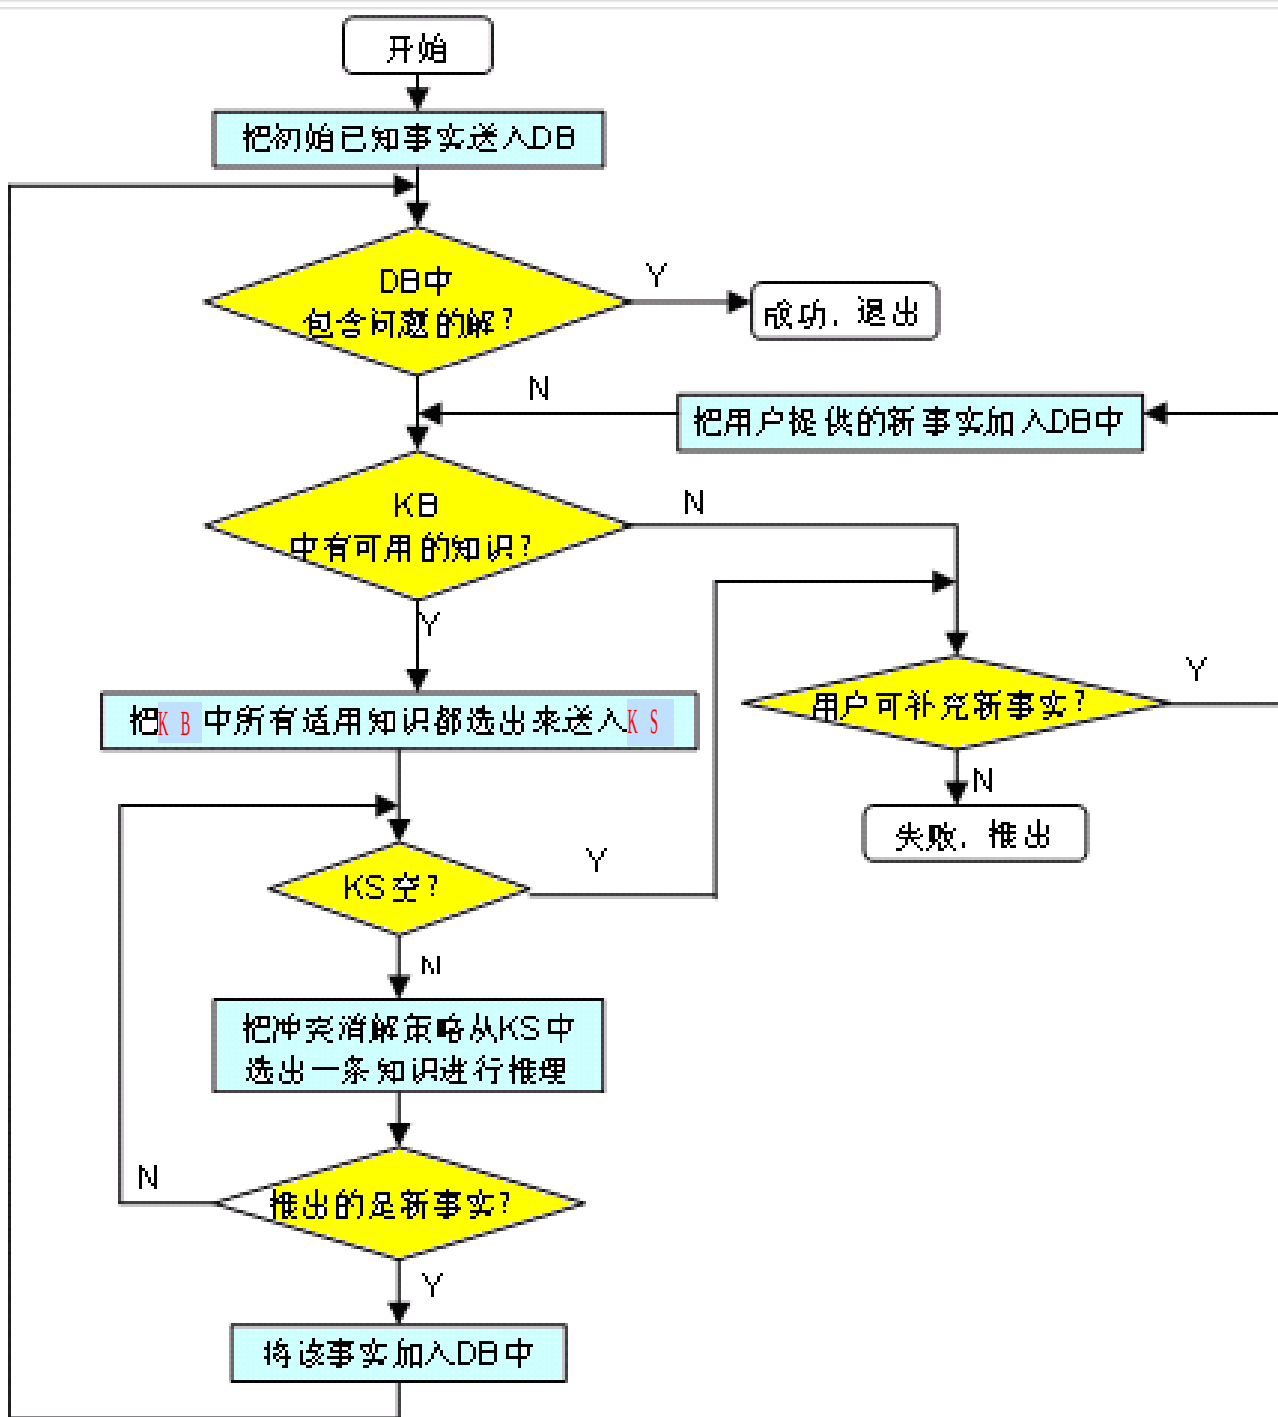 开始
把初始已知事实送入DB
DB中
包含问题的解?
Y
成功. 退出
N
把用户提供的新事实加入DB中
KB
中有可用的知识?
N
Y
把KB中所有适用知识都选出来送入KS
用户可补充新事实?
Y
N
失败. 推出
KS空?
Y
N
把冲突消解策略从KS中
选出一条知识进行推理
推出的是新事实?
N
Y
将该事实加入DB中